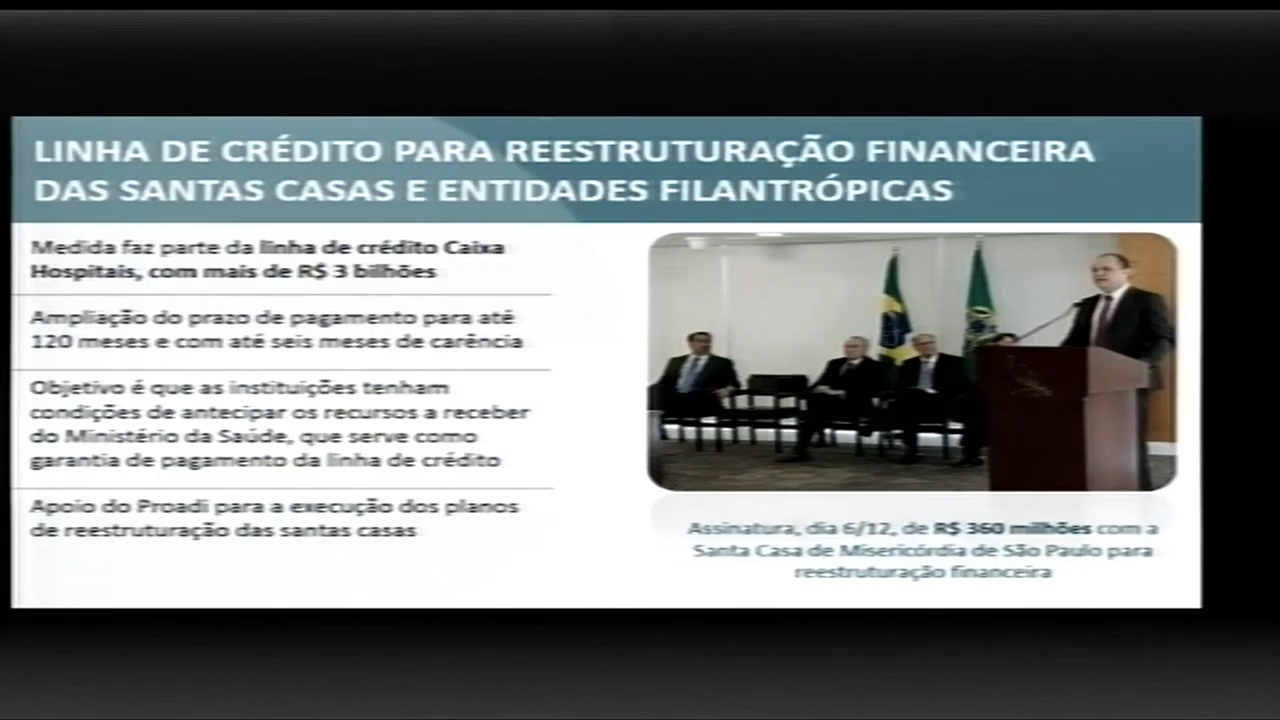 LINHA DE CRÉDITO PARA REESTRUTURAÇÃO FINANCEIRA
DAS SANTAS CASAS E ENTIDADES FILANTRÓPICAS
Medida faz parte da linha de crédito Caixa
Hospitais, com mais de R$ 3 bilhões
Ampliação do prazo de pagamento para até
120 meses e com até seis meses de carência
Objetivo é que as instituições tenham
condições de antecipar os recursos a receber
do Ministério da Saúde, que serve como
garantia de pagamento da linha de crédito
Apoio do Proadi para a execução dos planos
de reestruturação das santas casas
Assinatura, dia 6/12, de R$ 360 milhões com a
Santa Casa de Misericórdia de São Paulo para
reestruturação financeira